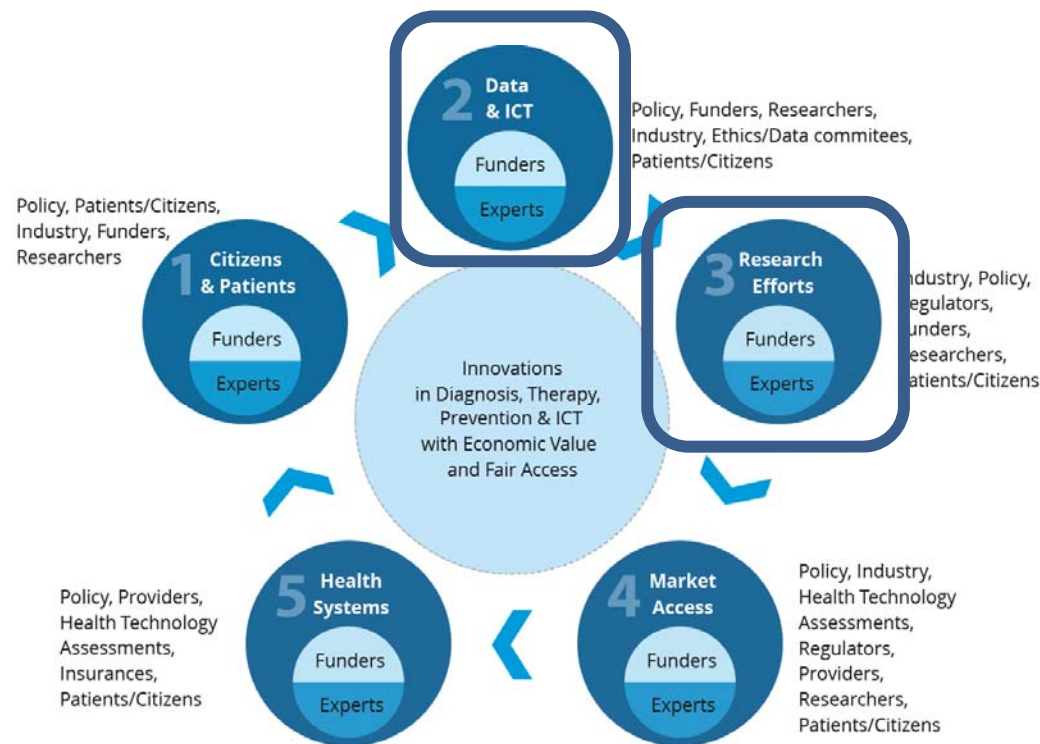 2
Data
& ICT
Funders
Experts
Policy, Funders, Researchers,
Industry, Ethics/Data commitees,
Patients/Citizens
Policy, Patients/Citizens,
Industry, Funders,
Researchers
1
Citizens
& Patients
Funders
Experts
3
Research
Efforts
Funders
Experts
ndustry, Policy,
egulators,
unders,
esearchers,
atients/Citizens
Innovations
in Diagnosis, Therapy,
Prevention & ICT
with Economic Value
and Fair Access
5
Health
Systems
Funders
Experts
Policy, Providers,
Health Technology
Assessments,
Insurances,
Patients/Citizens
4
Market
Access
Funders
Experts
Policy, Industry,
Health Technology
Assessments,
Regulators,
Providers,
Researchers,
Patients/Citizens